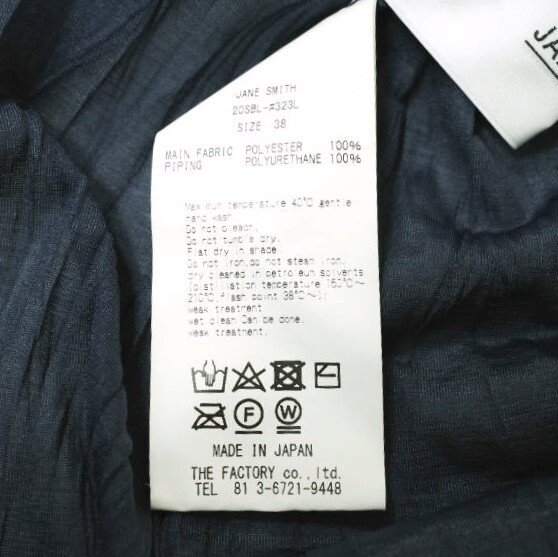 JANE SMITH
20SBL-#323L
SIZE 38
MAIN FABRIC POLYESTER 100%
PIPING POLYURETHANE 100%
Maximum temperature 40°C gentle
hand wash.
Do not bleach.
Do not tumble dry.
Flat dry in shade
Do not iron,do not steam iron.
dry cleaned in petroleum solvents
(distillation temperature 150°C～
210°C,flash point 38°C～):
weak treatment
wet clean Can be done.
weak treatment.
F W
MADE IN JAPAN
THE FACTORY co.,ltd.
TEL 81 3-6721-9448
JA